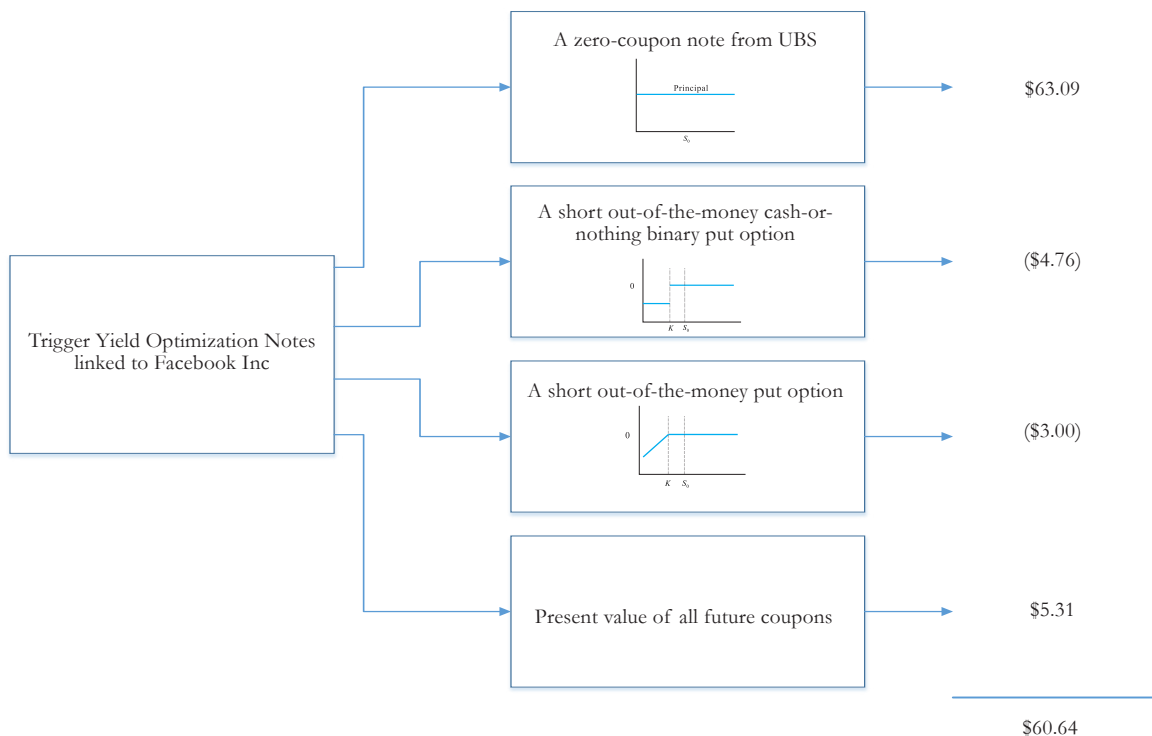 A zero-coupon note from UBS
Principal
S₀
$63.09
A short out-of-the-money cash-or-
nothing binary put option
0
K S₀
($4.76)
Trigger Yield Optimization Notes
linked to Facebook Inc
A short out-of-the-money put option
0
K S₀
($3.00)
Present value of all future coupons
$5.31
$60.64